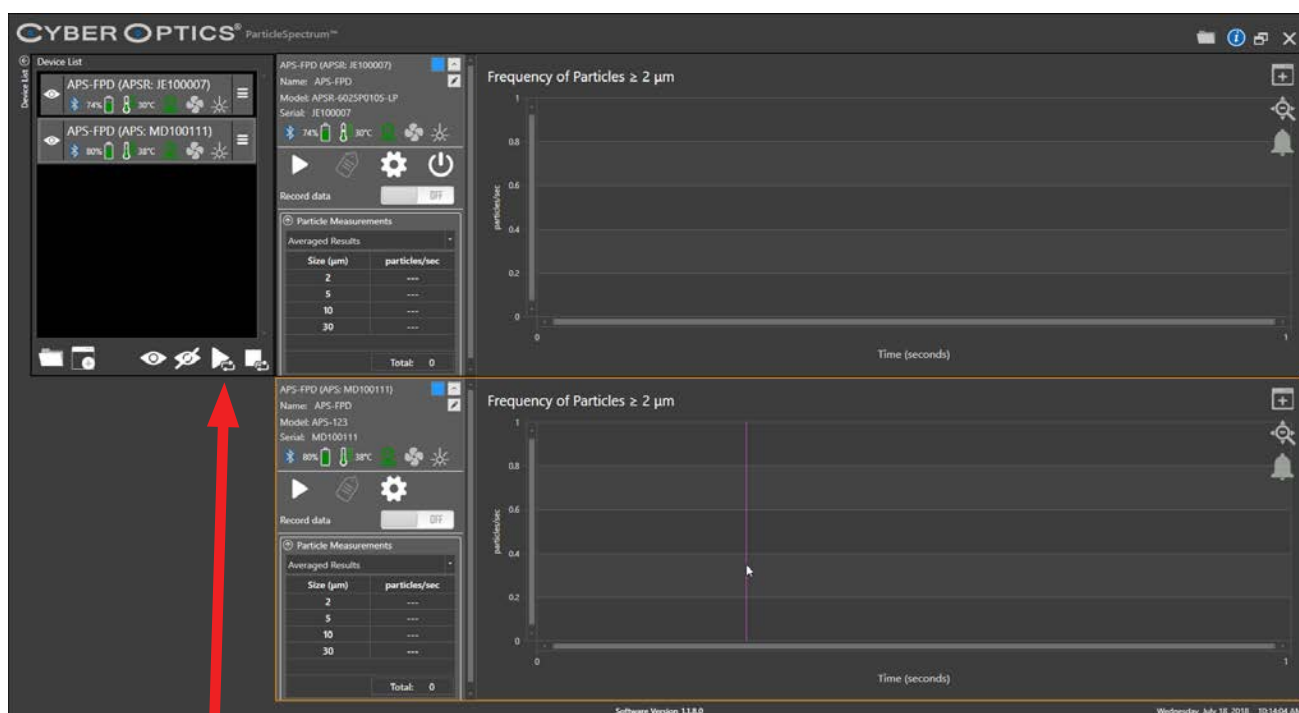 CYBEROPTICS® ParticleSpectrum™
Device List
Device List
APS-FPD (APSR: JE100007)
74% 30°C
APS-FPD (APS: MD100111)
80% 38°C
APS-FPD (APSR: JE100007)
Name: APS-FPD
Model: APSR-6025P0105-LP
Serial: JE100007
74% 30°C
Record data OFF
Particle Measurements
Averaged Results
Size (µm) particles/sec
2 ---
5 ---
10 ---
30 ---
Total: 0
Frequency of Particles ≥ 2 µm
particles/sec
1
0.8
0.6
0.4
0.2
0
0 1
Time (seconds)
APS-FPD (APS: MD100111)
Name: APS-FPD
Model: APS-123
Serial: MD100111
80% 38°C
Record data OFF
Particle Measurements
Averaged Results
Size (µm) particles/sec
2 ---
5 ---
10 ---
30 ---
Total: 0
Frequency of Particles ≥ 2 µm
particles/sec
1
0.8
0.6
0.4
0.2
0
0 1
Time (seconds)
Software Version 1.1.8.0
Wednesday, July 18, 2018 10:14:04 AM